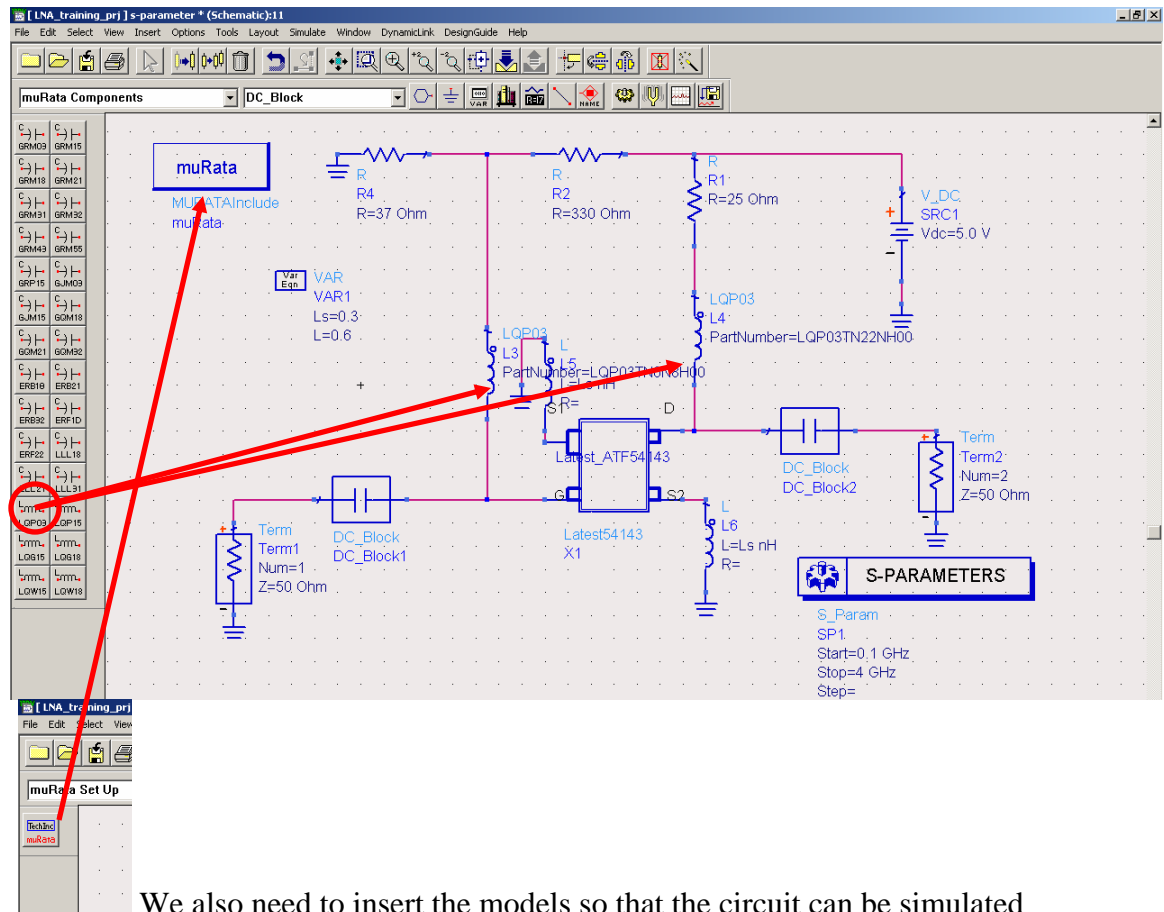 [ LNA_training_prj ] s-parameter * (Schematic):11
File Edit Select View Insert Options Tools Layout Simulate Window DynamicLink DesignGuide Help
muRata Components DC_Block
VAR
NAME
GRM03 GRM15
GRM18 GRM21
GRM31 GRM32
GRM43 GRM55
GRP15 GJM03
GJM15 GQM18
GQM21 GQM32
ERB18 ERB21
ERB32 ERF1D
ERF22 LLL18
LLL21 LLL31
LQP03 LQP15
LQG15 LQG18
LQW15 LQW18
muRata
MURATAInclude
muRata
R
R4
R=37 Ohm
R
R2
R=330 Ohm
R
R1
R=25 Ohm
V_DC
SRC1
Vdc=5.0 V
Var
Eqn
VAR
VAR1
Ls=0.3
L=0.6
LQP03
L4
PartNumber=LQP03TN22NH00
LQP03
L3
L
L5
L=Ls nH
R=
S1
D
Latest_ATF54143
G
S2
Latest54143
X1
DC_Block
DC_Block2
Term
Term2
Num=2
Z=50 Ohm
Term
Term1
Num=1
Z=50 Ohm
DC_Block
DC_Block1
L
L6
L=Ls nH
R=
S-PARAMETERS
S_Param
SP1
Start=0.1 GHz
Stop=4 GHz
Step=
[ LNA_training_prj
File Edit Select View
muRata Set Up
TechInc
muRata
We also need to insert the models so that the circuit can be simulated